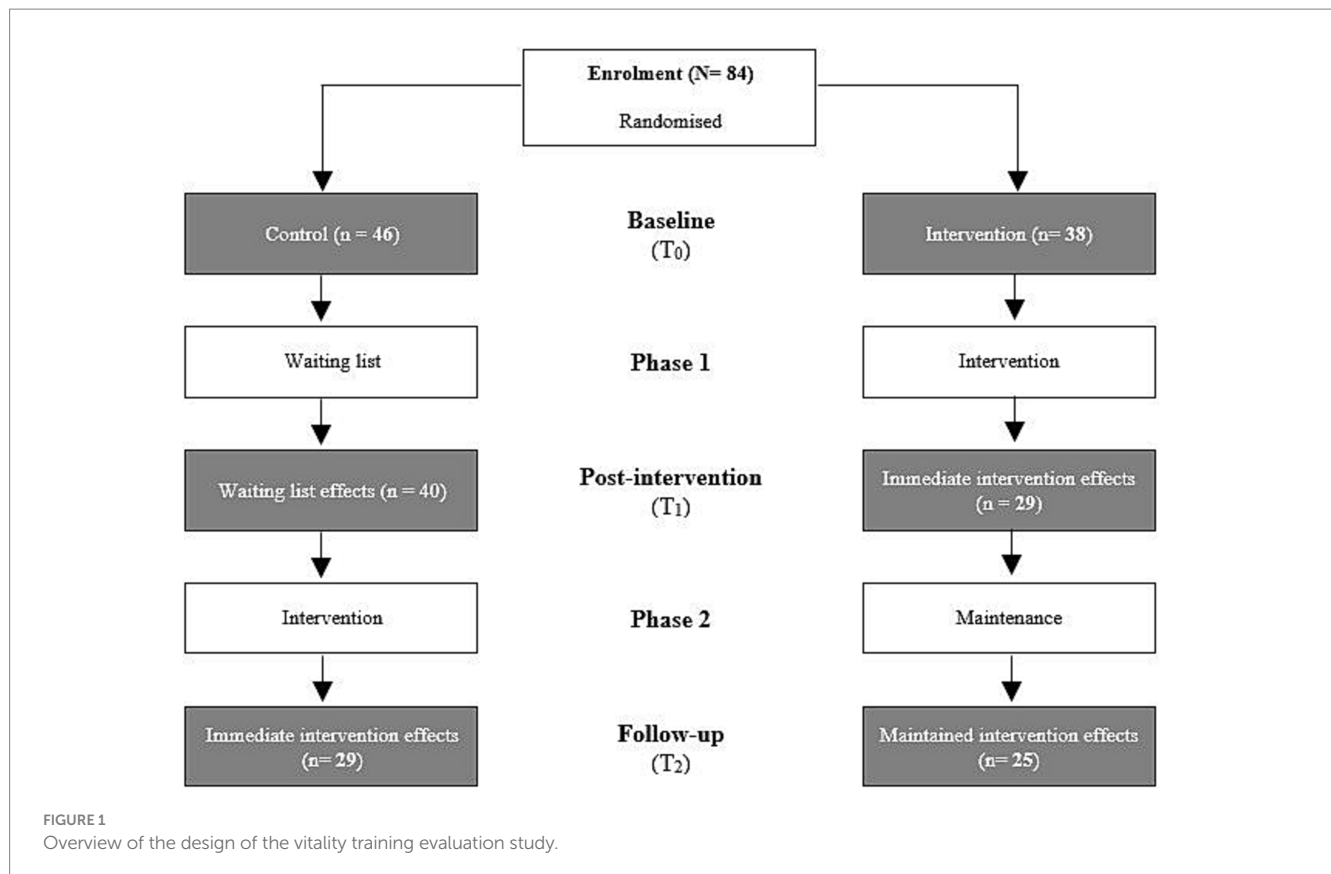 Enrolment (N= 84)
Randomised
Control (n = 46)
Baseline
(T₀)
Intervention (n= 38)
Waiting list
Phase 1
Intervention
Waiting list effects (n = 40)
Post-intervention
(T₁)
Immediate intervention effects
(n = 29)
Intervention
Phase 2
Maintenance
Immediate intervention effects
(n= 29)
Follow-up
(T₂)
Maintained intervention effects
(n= 25)
FIGURE 1
Overview of the design of the vitality training evaluation study.